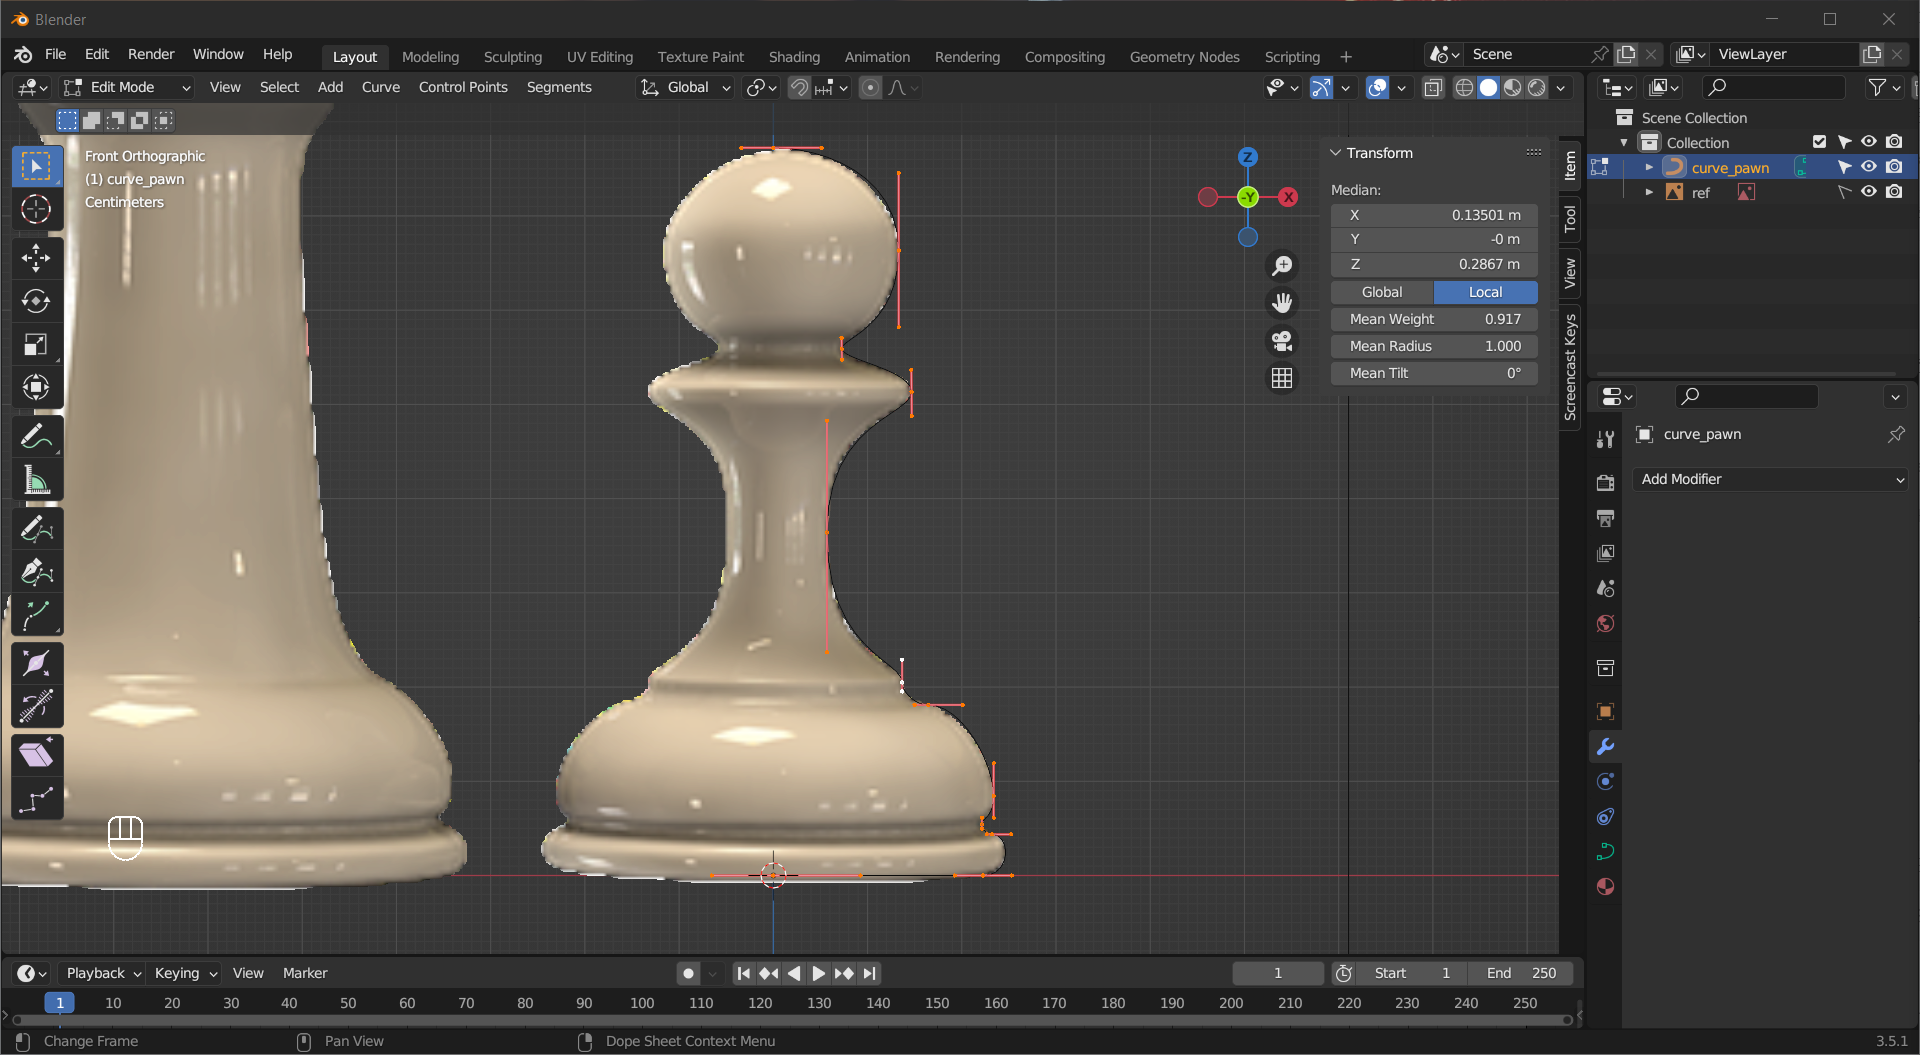 Blender
File Edit Render Window Help Layout Modeling Sculpting UV Editing Texture Paint Shading Animation Rendering Compositing Geometry Nodes Scripting + Scene ViewLayer
Edit Mode View Select Add Curve Control Points Segments Global
Front Orthographic
(1) curve_pawn
Centimeters
Z
-Y X
Transform
Median:
X 0.13501 m
Y -0 m
Z 0.2867 m
Global Local
Mean Weight 0.917
Mean Radius 1.000
Mean Tilt 0°
Item
Tool
View
Screencast Keys
Scene Collection
Collection
curve_pawn
ref
curve_pawn
Add Modifier
Playback Keying View Marker 1 Start 1 End 250
1 10 20 30 40 50 60 70 80 90 100 110 120 130 140 150 160 170 180 190 200 210 220 230 240 250
Change Frame Pan View Dope Sheet Context Menu 3.5.1